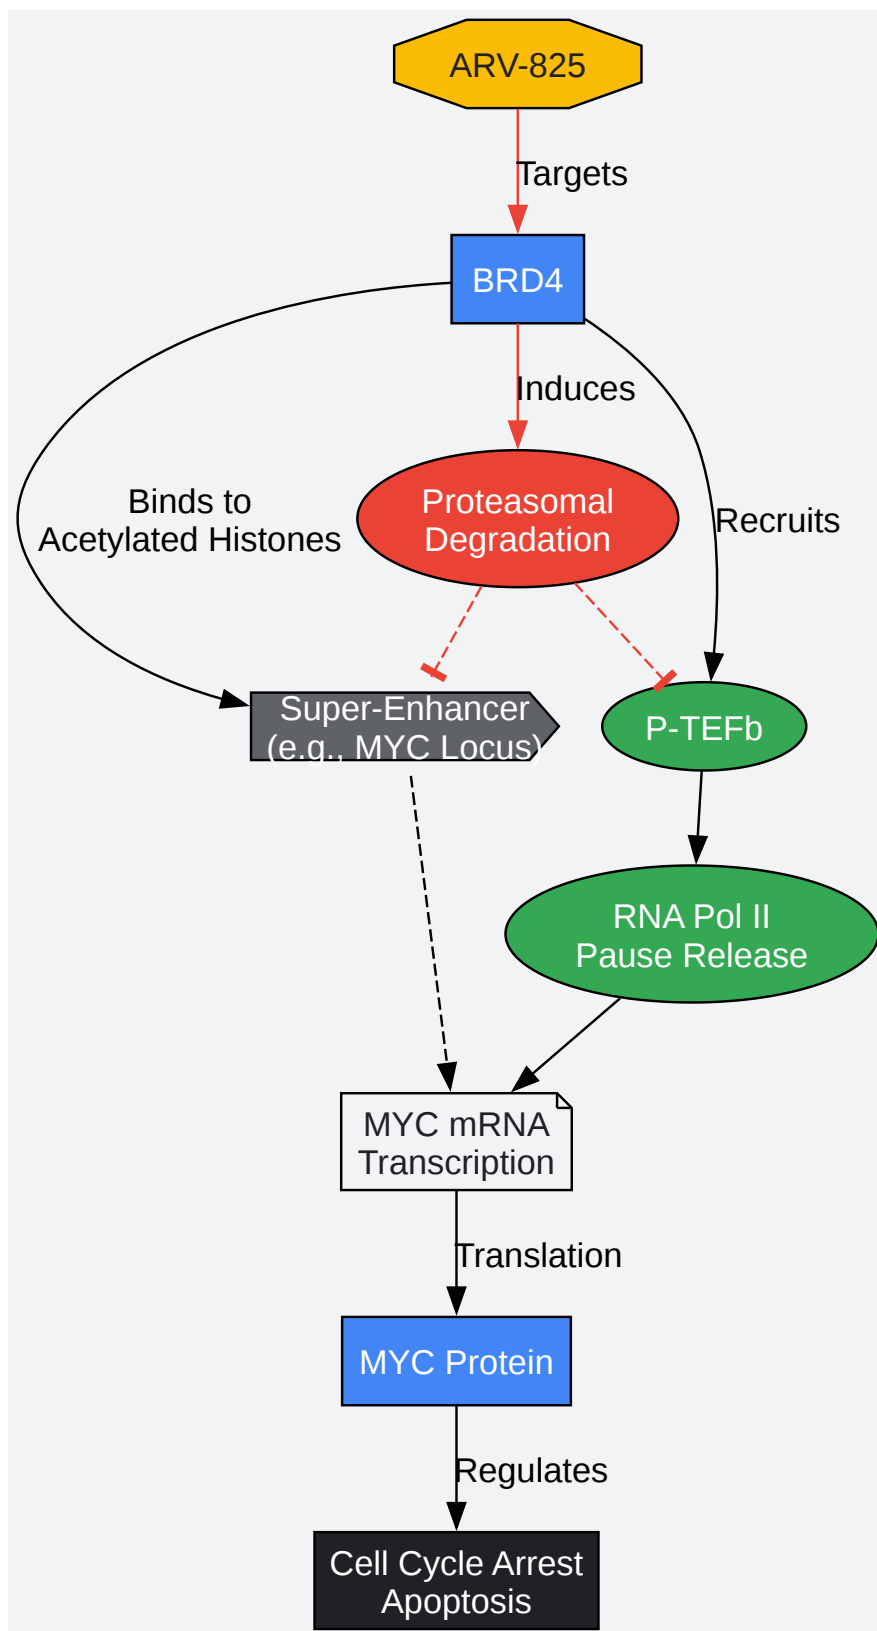 ARV-825
Targets
BRD4
Induces
Binds to
Acetylated Histones
Proteasomal
Degradation
Recruits
Super-Enhancer
(e.g., MYC Locus)
P-TEFb
RNA Pol II
Pause Release
MYC mRNA
Transcription
Translation
MYC Protein
Regulates
Cell Cycle Arrest
Apoptosis